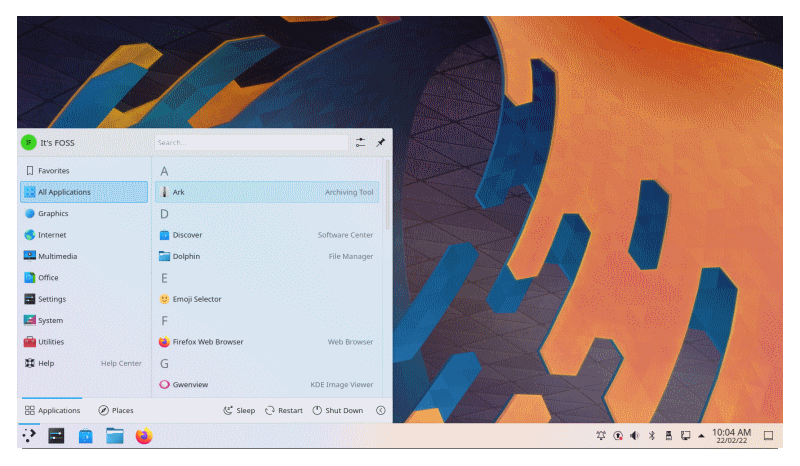 IF It's FOSS
Search...
Favorites
All Applications
Graphics
Internet
Multimedia
Office
Settings
System
Utilities
Help Help Center
A
Ark Archiving Tool
D
Discover Software Center
Dolphin File Manager
E
Emoji Selector
F
Firefox Web Browser Web Browser
G
Gwenview KDE Image Viewer
Applications Places Sleep Restart Shut Down
10:04 AM
22/02/22